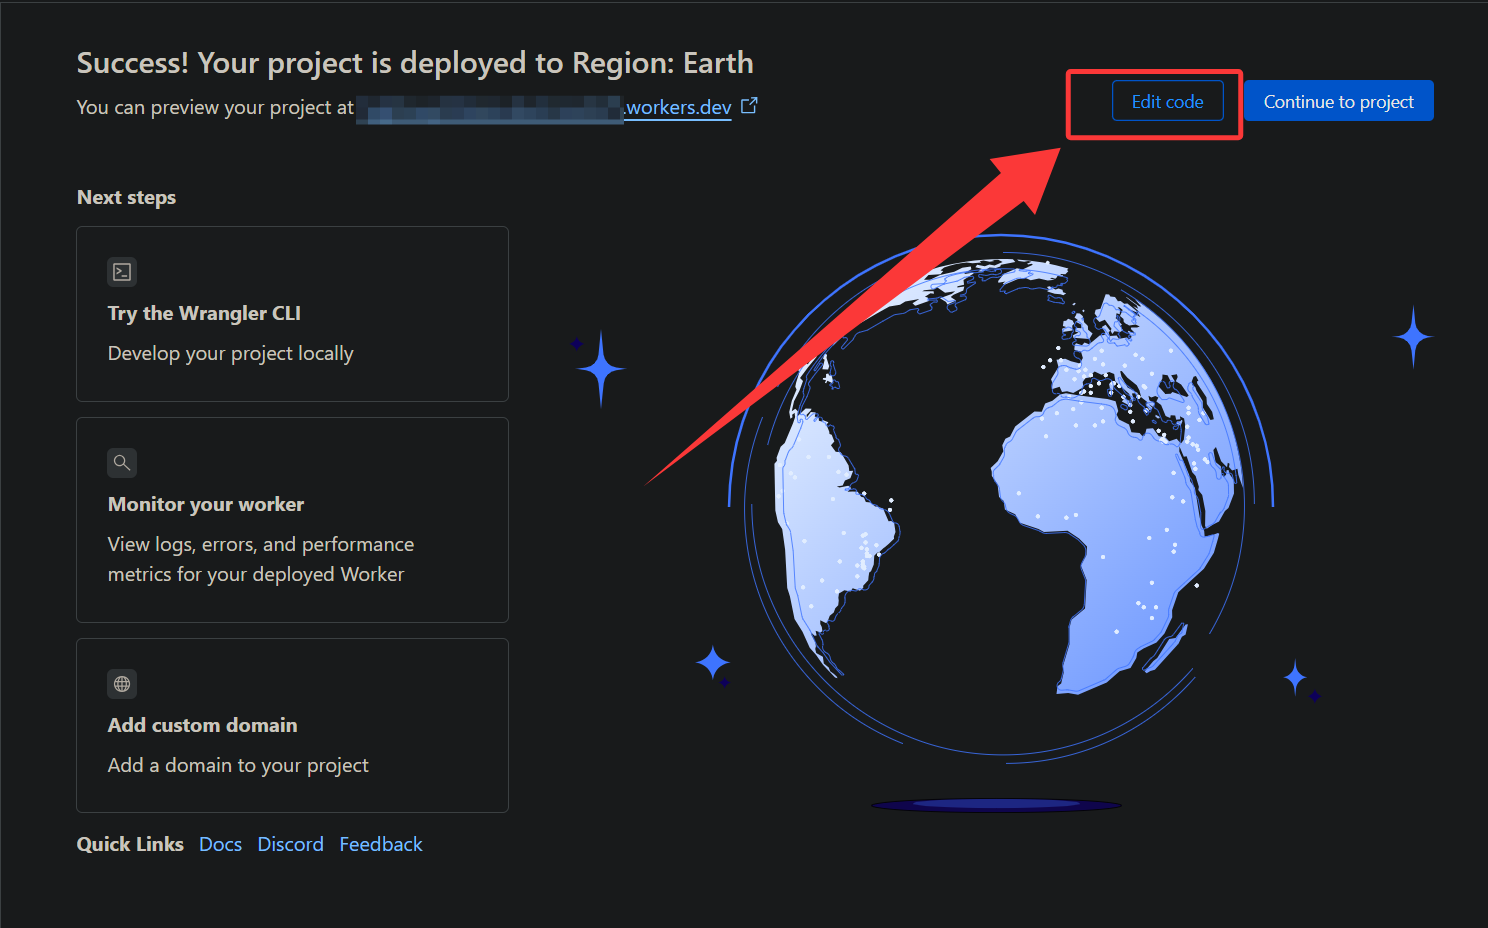 Success! Your project is deployed to Region: Earth
You can preview your project at .workers.dev
Edit code
Continue to project
Next steps
Try the Wrangler CLI
Develop your project locally
Monitor your worker
View logs, errors, and performance
metrics for your deployed Worker
Add custom domain
Add a domain to your project
Quick Links Docs Discord Feedback